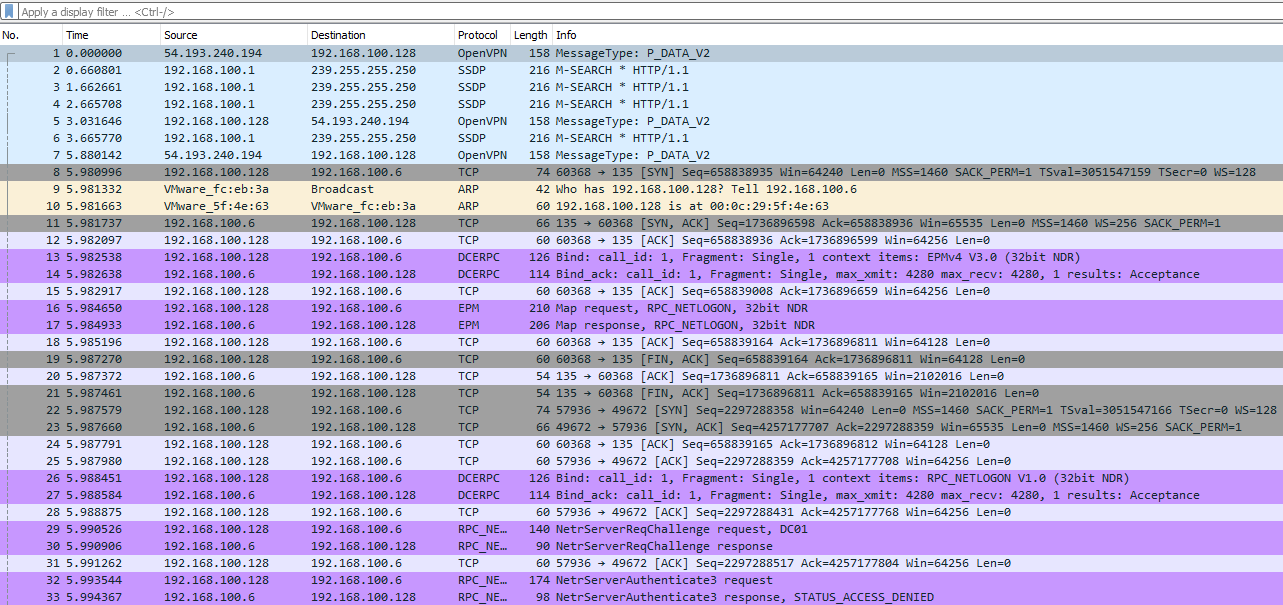 Apply a display filter ... <Ctrl-/>
No. Time Source Destination Protocol Length Info
1 0.000000 54.193.240.194 192.168.100.128 OpenVPN 158 MessageType: P_DATA_V2
2 0.660801 192.168.100.1 239.255.255.250 SSDP 216 M-SEARCH * HTTP/1.1
3 1.662661 192.168.100.1 239.255.255.250 SSDP 216 M-SEARCH * HTTP/1.1
4 2.665708 192.168.100.1 239.255.255.250 SSDP 216 M-SEARCH * HTTP/1.1
5 3.031646 192.168.100.128 54.193.240.194 OpenVPN 158 MessageType: P_DATA_V2
6 3.665770 192.168.100.1 239.255.255.250 SSDP 216 M-SEARCH * HTTP/1.1
7 5.880142 54.193.240.194 192.168.100.128 OpenVPN 158 MessageType: P_DATA_V2
8 5.980996 192.168.100.128 192.168.100.6 TCP 74 60368 → 135 [SYN] Seq=658838935 Win=64240 Len=0 MSS=1460 SACK_PERM=1 TSval=3051547159 TSecr=0 WS=128
9 5.981332 VMware_fc:eb:3a Broadcast ARP 42 Who has 192.168.100.128? Tell 192.168.100.6
10 5.981663 VMware_5f:4e:63 VMware_fc:eb:3a ARP 60 192.168.100.128 is at 00:0c:29:5f:4e:63
11 5.981737 192.168.100.6 192.168.100.128 TCP 66 135 → 60368 [SYN, ACK] Seq=1736896598 Ack=658838936 Win=65535 Len=0 MSS=1460 WS=256 SACK_PERM=1
12 5.982097 192.168.100.128 192.168.100.6 TCP 60 60368 → 135 [ACK] Seq=658838936 Ack=1736896599 Win=64256 Len=0
13 5.982538 192.168.100.128 192.168.100.6 DCERPC 126 Bind: call_id: 1, Fragment: Single, 1 context items: EPMv4 V3.0 (32bit NDR)
14 5.982638 192.168.100.6 192.168.100.128 DCERPC 114 Bind_ack: call_id: 1, Fragment: Single, max_xmit: 4280 max_recv: 4280, 1 results: Acceptance
15 5.982917 192.168.100.128 192.168.100.6 TCP 60 60368 → 135 [ACK] Seq=658839008 Ack=1736896659 Win=64256 Len=0
16 5.984650 192.168.100.128 192.168.100.6 EPM 210 Map request, RPC_NETLOGON, 32bit NDR
17 5.984933 192.168.100.6 192.168.100.128 EPM 206 Map response, RPC_NETLOGON, 32bit NDR
18 5.985196 192.168.100.128 192.168.100.6 TCP 60 60368 → 135 [ACK] Seq=658839164 Ack=1736896811 Win=64128 Len=0
19 5.987270 192.168.100.128 192.168.100.6 TCP 60 60368 → 135 [FIN, ACK] Seq=658839164 Ack=1736896811 Win=64128 Len=0
20 5.987372 192.168.100.6 192.168.100.128 TCP 54 135 → 60368 [ACK] Seq=1736896811 Ack=658839165 Win=2102016 Len=0
21 5.987461 192.168.100.6 192.168.100.128 TCP 54 135 → 60368 [FIN, ACK] Seq=1736896811 Ack=658839165 Win=2102016 Len=0
22 5.987579 192.168.100.128 192.168.100.6 TCP 74 57936 → 49672 [SYN] Seq=2297288358 Win=64240 Len=0 MSS=1460 SACK_PERM=1 TSval=3051547166 TSecr=0 WS=128
23 5.987660 192.168.100.6 192.168.100.128 TCP 66 49672 → 57936 [SYN, ACK] Seq=4257177707 Ack=2297288359 Win=65535 Len=0 MSS=1460 WS=256 SACK_PERM=1
24 5.987791 192.168.100.128 192.168.100.6 TCP 60 60368 → 135 [ACK] Seq=658839165 Ack=1736896812 Win=64128 Len=0
25 5.987980 192.168.100.128 192.168.100.6 TCP 60 57936 → 49672 [ACK] Seq=2297288359 Ack=4257177708 Win=64256 Len=0
26 5.988451 192.168.100.128 192.168.100.6 DCERPC 126 Bind: call_id: 1, Fragment: Single, 1 context items: RPC_NETLOGON V1.0 (32bit NDR)
27 5.988584 192.168.100.6 192.168.100.128 DCERPC 114 Bind_ack: call_id: 1, Fragment: Single, max_xmit: 4280 max_recv: 4280, 1 results: Acceptance
28 5.988875 192.168.100.128 192.168.100.6 TCP 60 57936 → 49672 [ACK] Seq=2297288431 Ack=4257177768 Win=64256 Len=0
29 5.990526 192.168.100.128 192.168.100.6 RPC_NE… 140 NetrServerReqChallenge request, DC01
30 5.990906 192.168.100.6 192.168.100.128 RPC_NE… 90 NetrServerReqChallenge response
31 5.991262 192.168.100.128 192.168.100.6 TCP 60 57936 → 49672 [ACK] Seq=2297288517 Ack=4257177804 Win=64256 Len=0
32 5.993544 192.168.100.128 192.168.100.6 RPC_NE… 174 NetrServerAuthenticate3 request
33 5.994367 192.168.100.6 192.168.100.128 RPC_NE… 98 NetrServerAuthenticate3 response, STATUS_ACCESS_DENIED